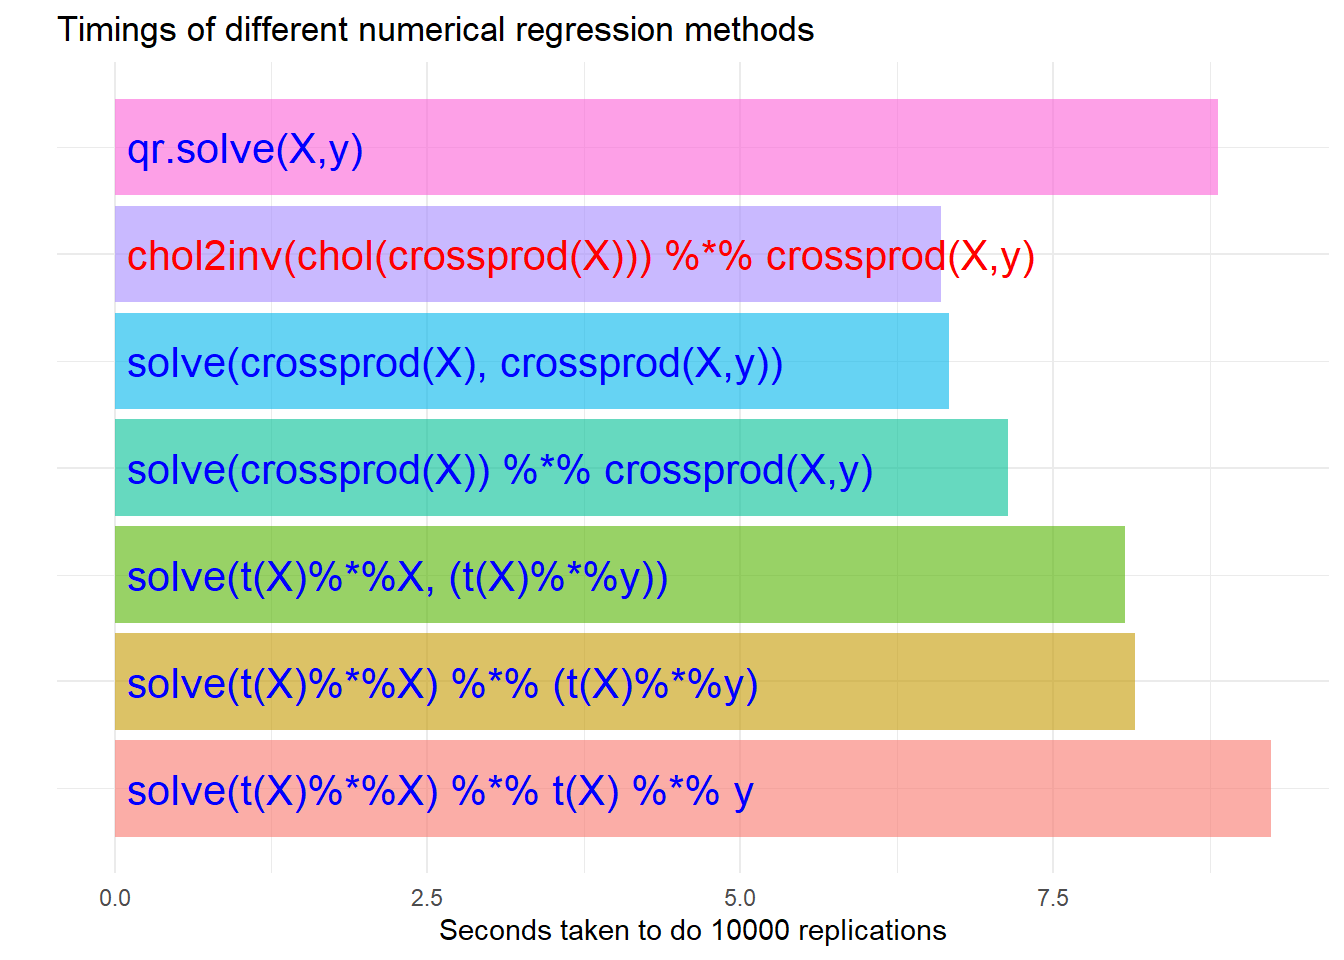 Timings of different numerical regression methods
qr.solve(X,y)
chol2inv(chol(crossprod(X))) %*% crossprod(X,y)
solve(crossprod(X), crossprod(X,y))
solve(crossprod(X)) %*% crossprod(X,y)
solve(t(X)%*%X, (t(X)%*%y))
solve(t(X)%*%X) %*% (t(X)%*%y)
solve(t(X)%*%X) %*% t(X) %*% y
0.0 2.5 5.0 7.5
Seconds taken to do 10000 replications